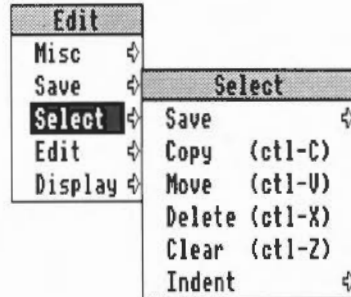 Edit
Misc
Save
Select
Edit
Display
Select
Save
Copy (ctl-C)
Move (ctl-V)
Delete (ctl-X)
Clear (ctl-Z)
Indent